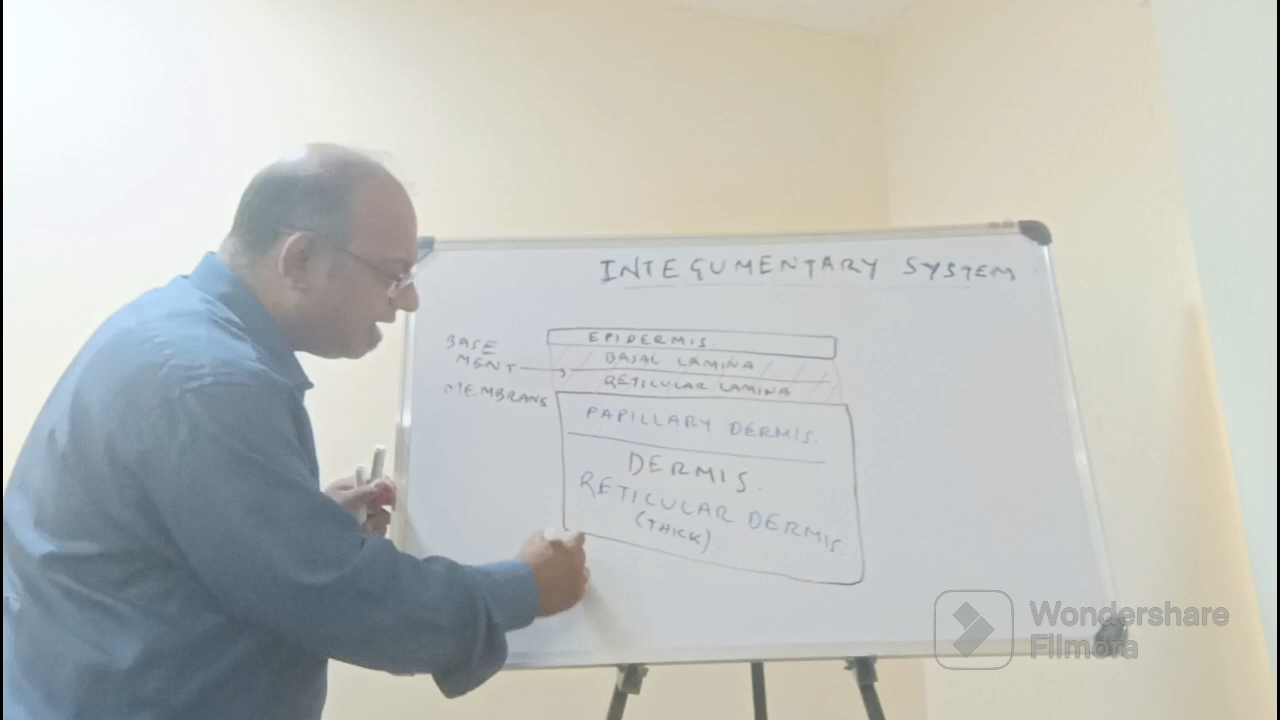 INTEGUMENTARY SYSTEM
EPIDERMIS.
BASE
MENT
MEMBRANE
BASAL LAMINA
RETICULAR LAMINA
PAPILLARY DERMIS.
DERMIS.
RETICULAR DERMIS.
(THICK)
Wondershare
Filmora